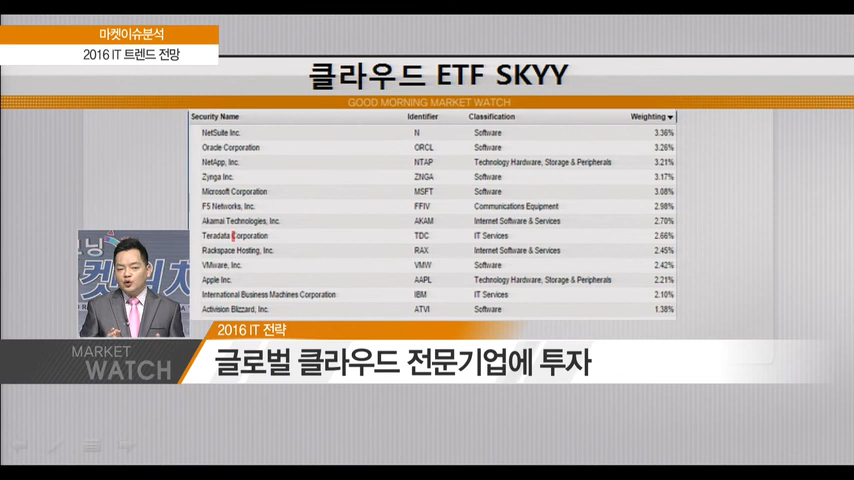 마켓이슈분석
2016 IT 트렌드 전망
클라우드 ETF SKYY
GOOD MORNING MARKET WATCH
Security Name Identifier Classification Weighting ▼
NetSuite Inc. N Software 3.36%
Oracle Corporation ORCL Software 3.26%
NetApp, Inc. NTAP Technology Hardware, Storage & Peripherals 3.21%
Zynga Inc. ZNGA Software 3.17%
Microsoft Corporation MSFT Software 3.08%
F5 Networks, Inc. FFIV Communications Equipment 2.98%
Akamai Technologies, Inc. AKAM Internet Software & Services 2.70%
Teradata Corporation TDC IT Services 2.66%
Rackspace Hosting, Inc. RAX Internet Software & Services 2.45%
VMware, Inc. VMW Software 2.42%
Apple Inc. AAPL Technology Hardware, Storage & Peripherals 2.21%
International Business Machines Corporation IBM IT Services 2.10%
Activision Blizzard, Inc. ATVI Software 1.38%
2016 IT 전략
MARKET
WATCH
글로벌 클라우드 전문기업에 투자